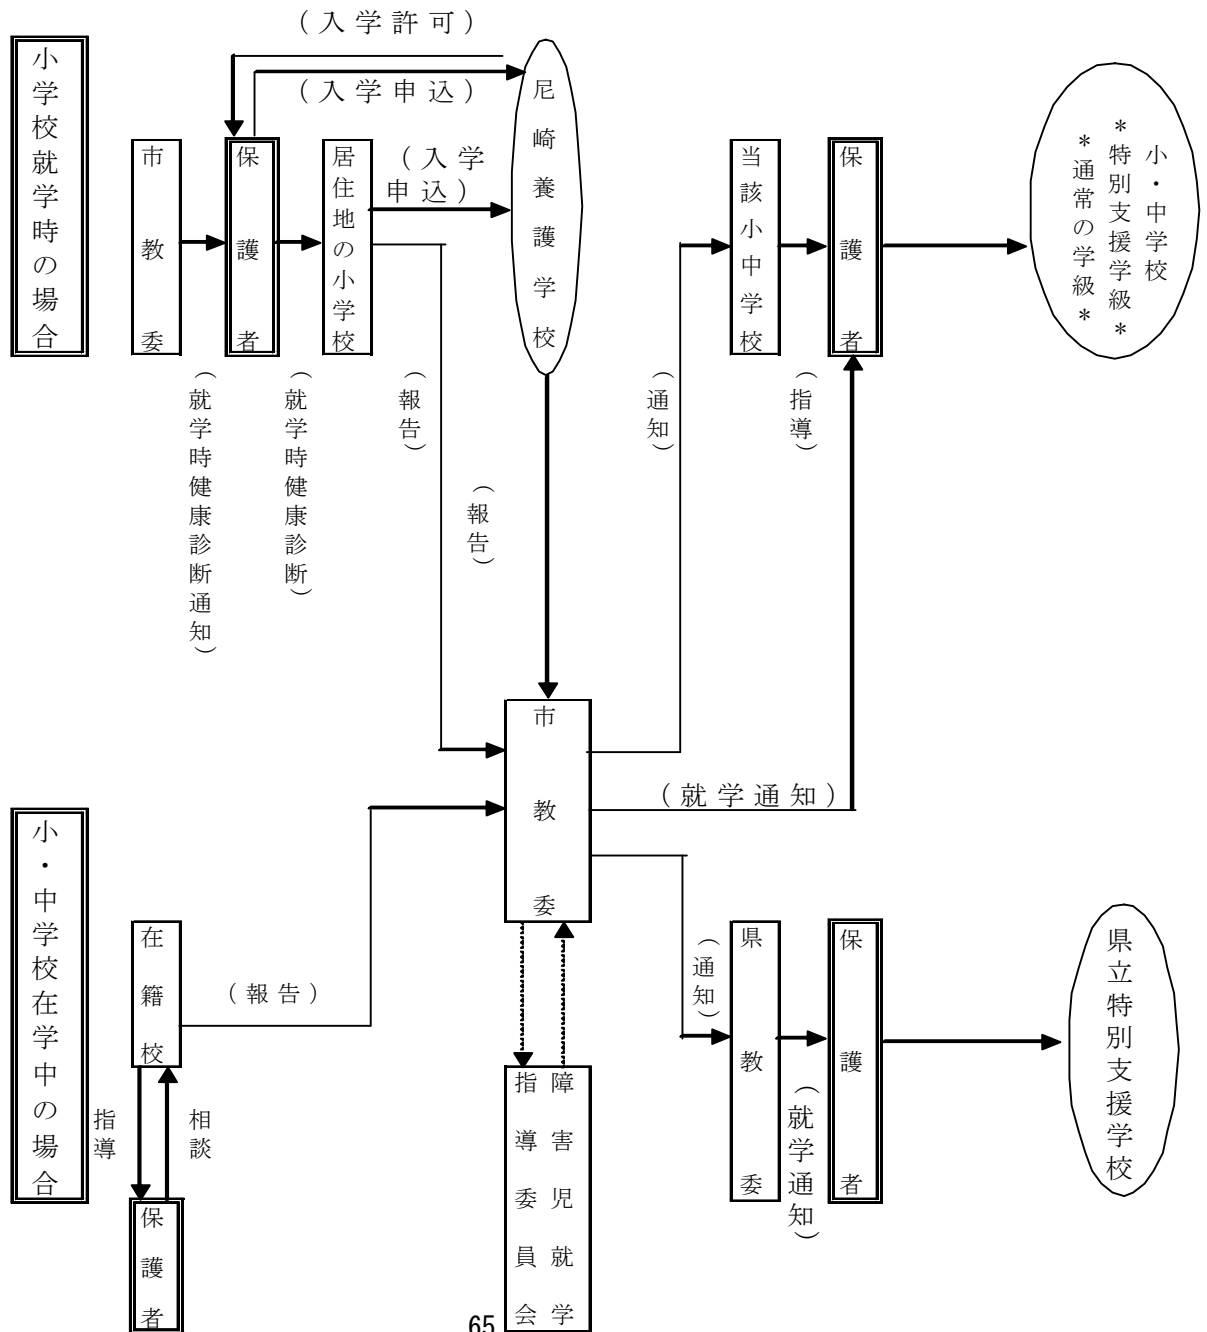 小学校就学時の場合
市教委
(就学時健康診断通知)
保護者
(就学時健康診断)
居住地の小学校
(入学許可)
(入学申込)
(入学
申込)
(報告)
尼崎養護学校
(報告)
市教委
(通知)
当該小中学校
(指導)
保護者
小・中学校
*特別支援学級*
*通常の学級*
(就学通知)
小・中学校在学中の場合
在籍校
(報告)
指導
相談
保護者
障害児就学
指導委員会
(通知)
県教委
(就学通知)
保護者
県立特別支援学校
65